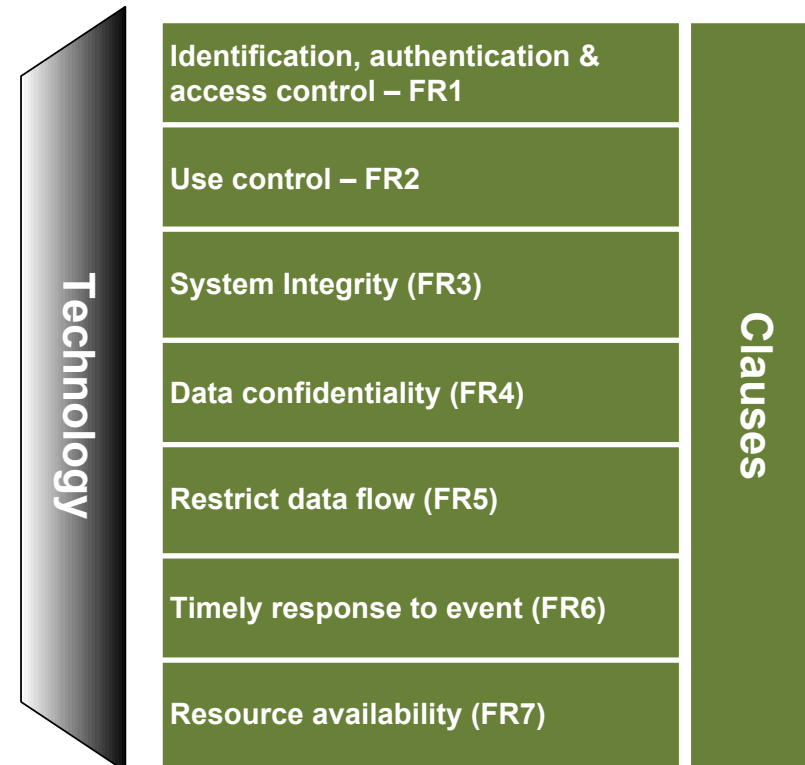 Technology
Identification, authentication &
access control – FR1
Use control – FR2
System Integrity (FR3)
Data confidentiality (FR4)
Restrict data flow (FR5)
Timely response to event (FR6)
Resource availability (FR7)
Clauses